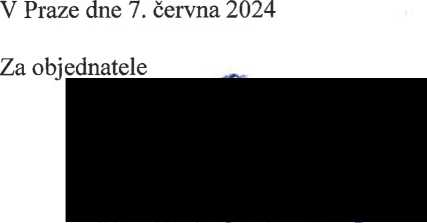 V Praze dne 7. června 2024
Za objednatele